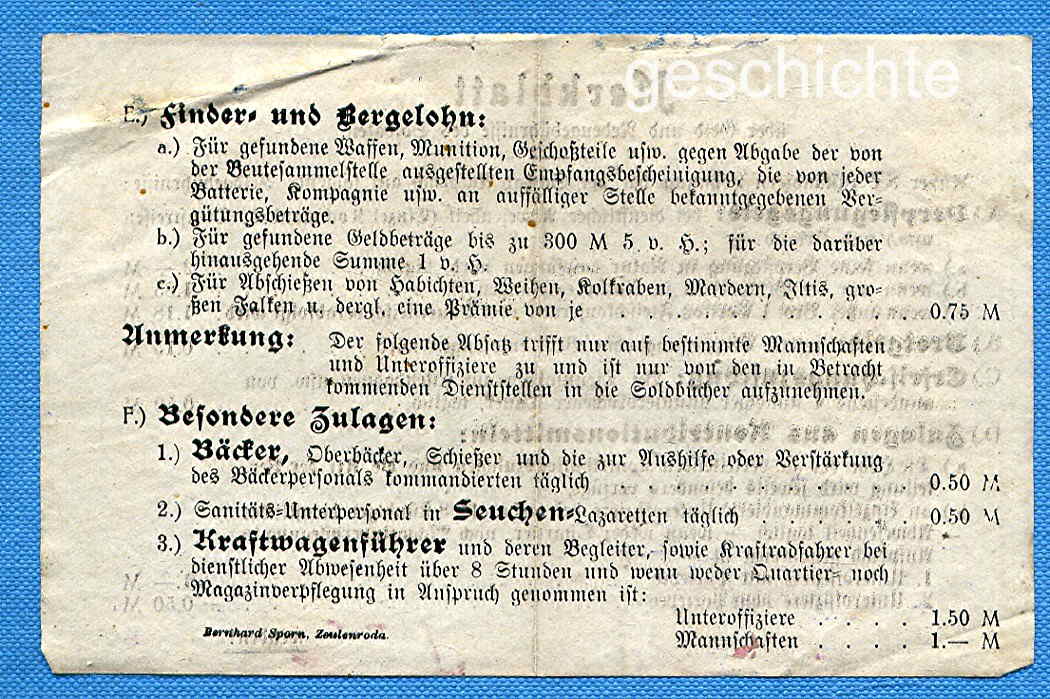 geschichte
E.) Finder- und Bergelohn:
a.) Für gefundene Waffen, Munition, Geschoßteile usw. gegen Abgabe der von
der Beutesammelstelle ausgestellten Empfangsbescheinigung, die von jeder
Batterie, Kompagnie usw. an auffälliger Stelle bekanntgegebenen Ver-
gütungsbeträge.
b.) Für gefundene Geldbeträge bis zu 300 M 5 v. H.; für die darüber
hinausgehende Summe 1 v. H.
c.) Für Abschießen von Habichten, Weihen, Kolkraben, Mardern, Iltis, gro-
ßen Falken u. dergl. eine Prämie von je 0.75 M
Anmerkung: Der folgende Absatz trifft nur auf bestimmte Mannschaften
und Unteroffiziere zu und ist nur von den in Betracht
kommenden Dienststellen in die Soldbücher aufzunehmen.
F.) Besondere Zulagen:
1.) Bäcker, Oberbäcker, Schießer und die zur Aushilfe oder Verstärkung
des Bäckerpersonals kommandierten täglich . . . . . . . . 0.50 M
2.) Sanitäts-Unterpersonal in Seuchen-Lazaretten täglich . . . . . . 0.50 M
3.) Kraftwagenführer und deren Begleiter, sowie Kraftradfahrer bei
dienstlicher Abwesenheit über 8 Stunden und wenn weder Quartier- noch
Magazinverpflegung in Anspruch genommen ist:
Unteroffiziere . . . . 1.50 M
Mannschaften . . . . 1.— M
Bernhard Sporn, Zeulenroda.